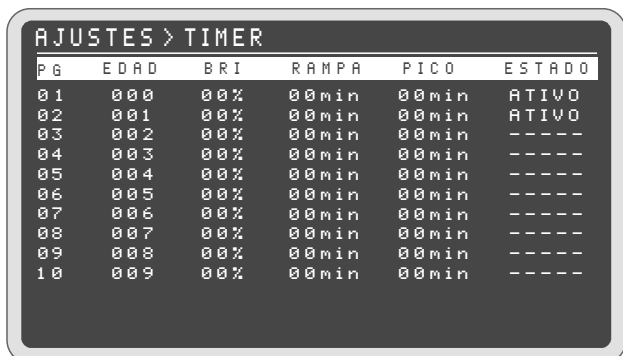 AJUSTES > TIMER
PG EDAD BRI RAMPA PICO ESTADO
01 000 00% 00min 00min ATIVO
02 001 00% 00min 00min ATIVO
03 002 00% 00min 00min -----
04 003 00% 00min 00min -----
05 004 00% 00min 00min -----
06 005 00% 00min 00min -----
07 006 00% 00min 00min -----
08 007 00% 00min 00min -----
09 008 00% 00min 00min -----
10 009 00% 00min 00min -----